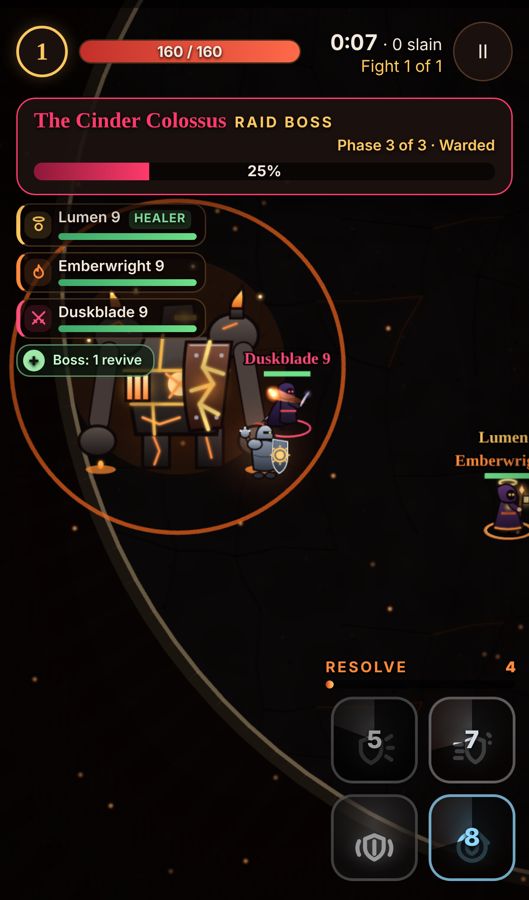 1
160 / 160
0:07 · 0 slain
Fight 1 of 1
The Cinder Colossus RAID BOSS
Phase 3 of 3 · Warded
25%
Lumen 9 HEALER
Emberwright 9
Duskblade 9
Boss: 1 revive
Duskblade 9
Lumen
Emberwrig
RESOLVE 4
5
7
8